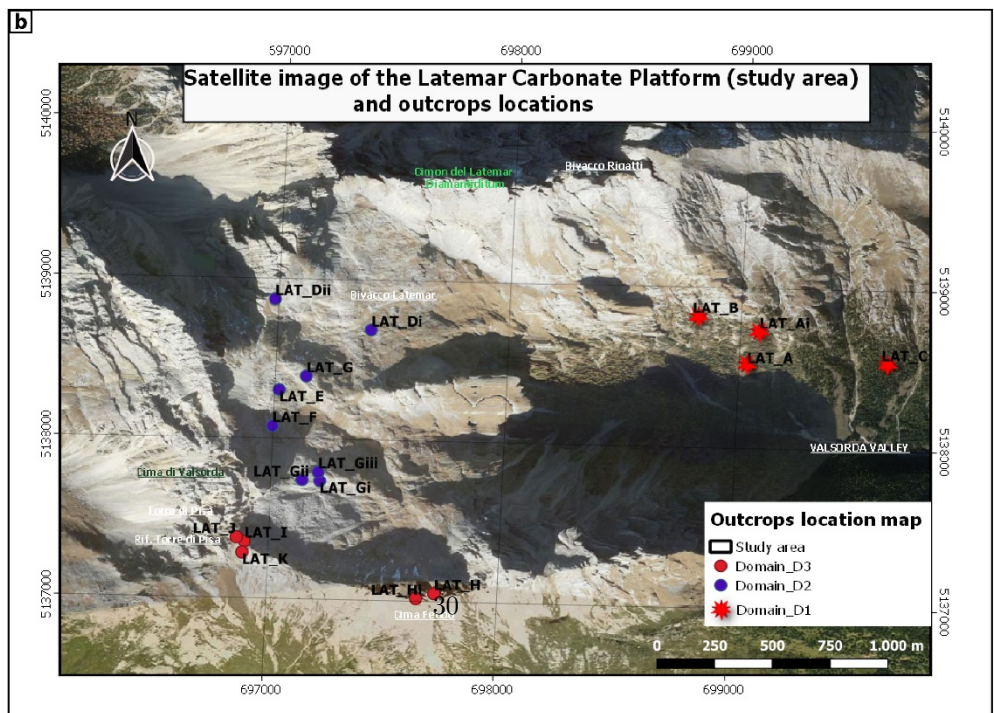 b
597000 698000 699000
Satellite image of the Latemar Carbonate Platform (study area)
and outcrops locations
5140000
5140000
N
Bivacco Rigatti
Cimon del Latemar
5139000
5139000
LAT_Dii
Bivacco Latemar
LAT_Di
LAT_B
LAT_Ai
LAT_G
LAT_A
LAT_C
LAT_E
LAT_F
5138000
5138000
VALSORDA VALLEY
LAT_Giii
Cima di Valsorda
LAT_Gii
LAT_Gi
Torre di Pisa
LAT_J
LAT_I
Rif. Torre di Pisa
LAT_K
5137000
5137000
LAT_Hi
LAT_H
30
Outcrops location map
Study area
Domain_D3
Domain_D2
Domain_D1
0 250 500 750 1.000 m
697000 698000 699000